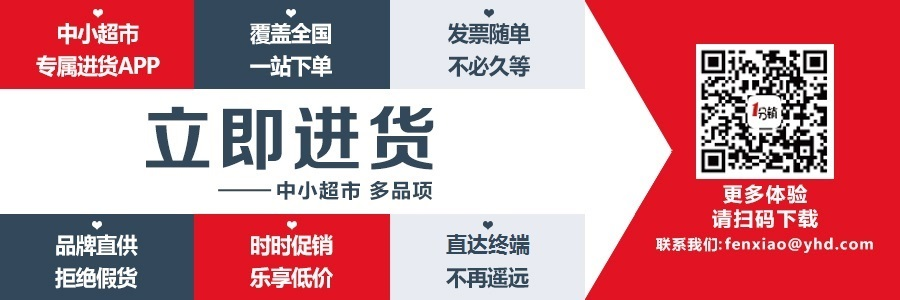 中小超市
专属进货APP
覆盖全国
一站下单
发票随单
不必久等
立即进货
——中小超市 多品项
品牌直供
拒绝假货
时时促销
乐享低价
直达终端
不再遥远
1分销
更多体验
请扫码下载
联系我们:fenxiao@yhd.com